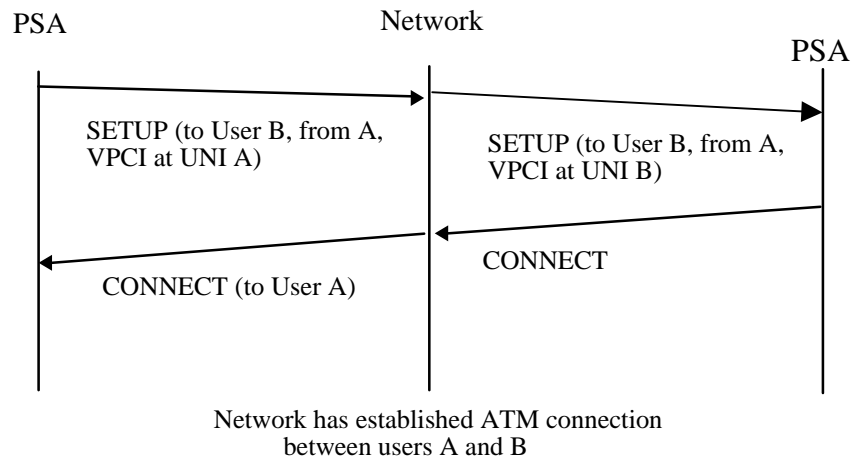 PSA
Network
PSA
SETUP (to User B, from A,
VPCI at UNI A)
SETUP (to User B, from A,
VPCI at UNI B)
CONNECT
CONNECT (to User A)
Network has established ATM connection
between users A and B